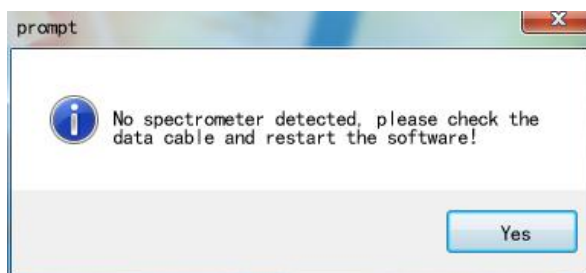 prompt
No spectrometer detected, please check the
data cable and restart the software!
Yes